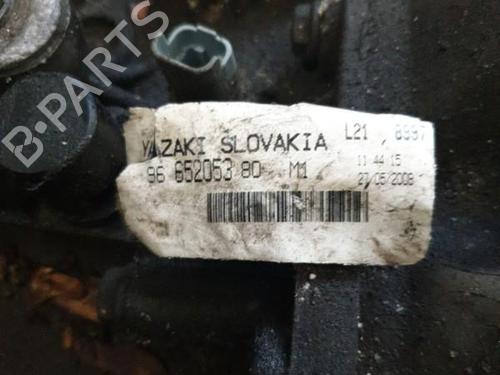 B-PARTS
YAZAKI SLOVAKIA L21 8997
96 652053 80 M1 11 44 15
27/05/2008